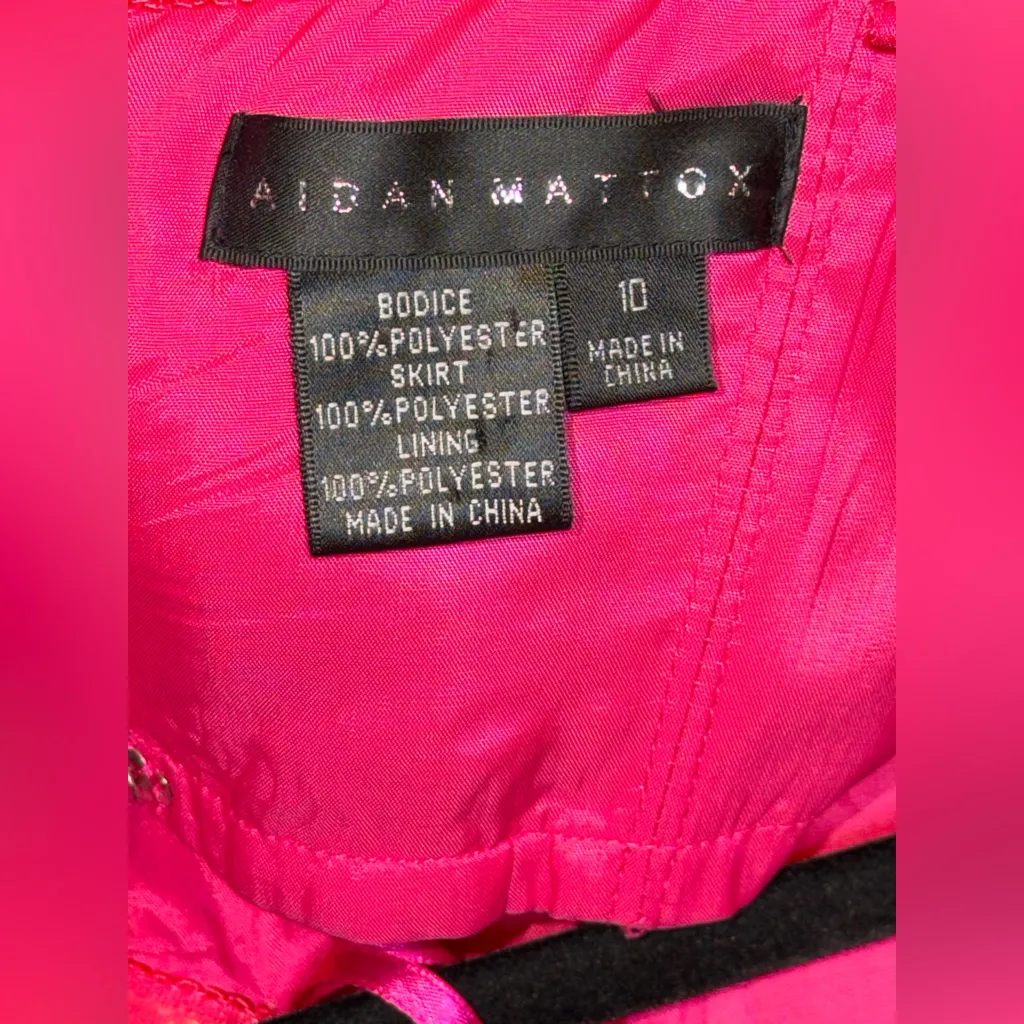 AIDAN MATTOX
BODICE
100%POLYESTER
SKIRT
100%POLYESTER
LINING
100%POLYESTER
MADE IN CHINA
10
MADE IN
CHINA